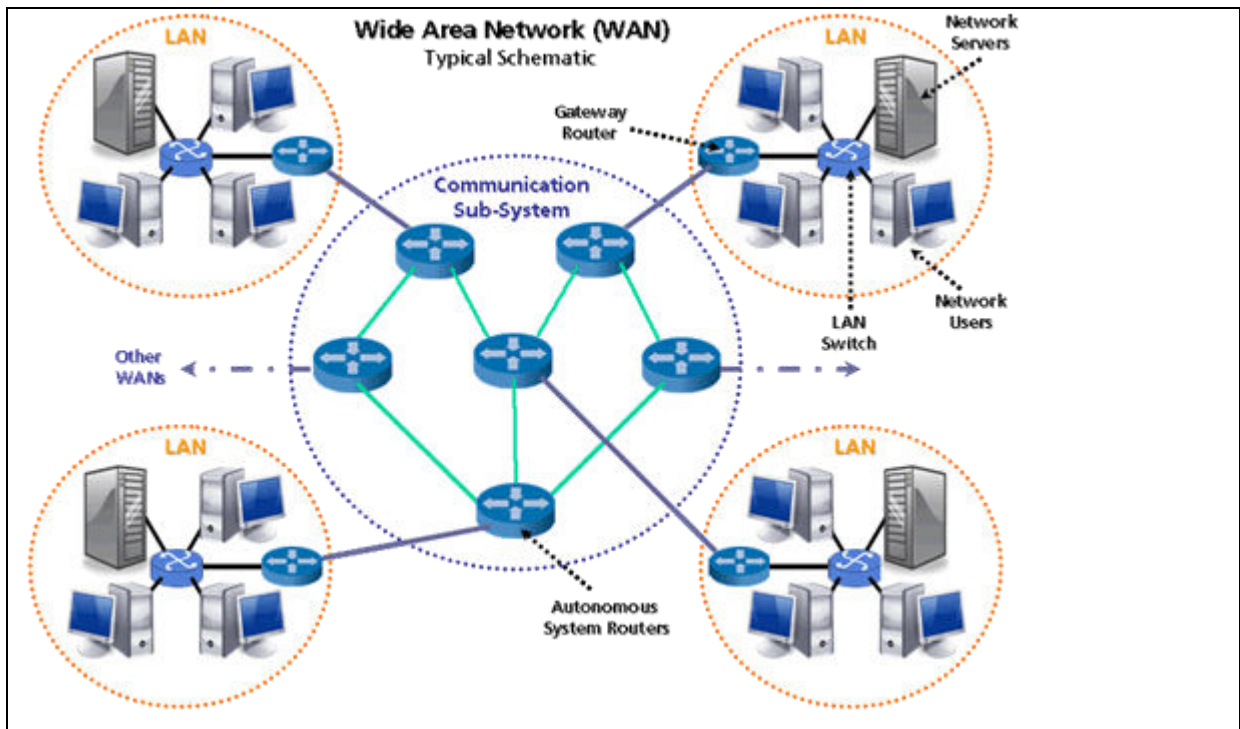 Wide Area Network (WAN)
Typical Schematic
LAN
LAN
Network
Servers
Gateway
Router
Communication
Sub-System
Network
Users
LAN
Switch
Other
WANs
LAN
LAN
Autonomous
System Routers